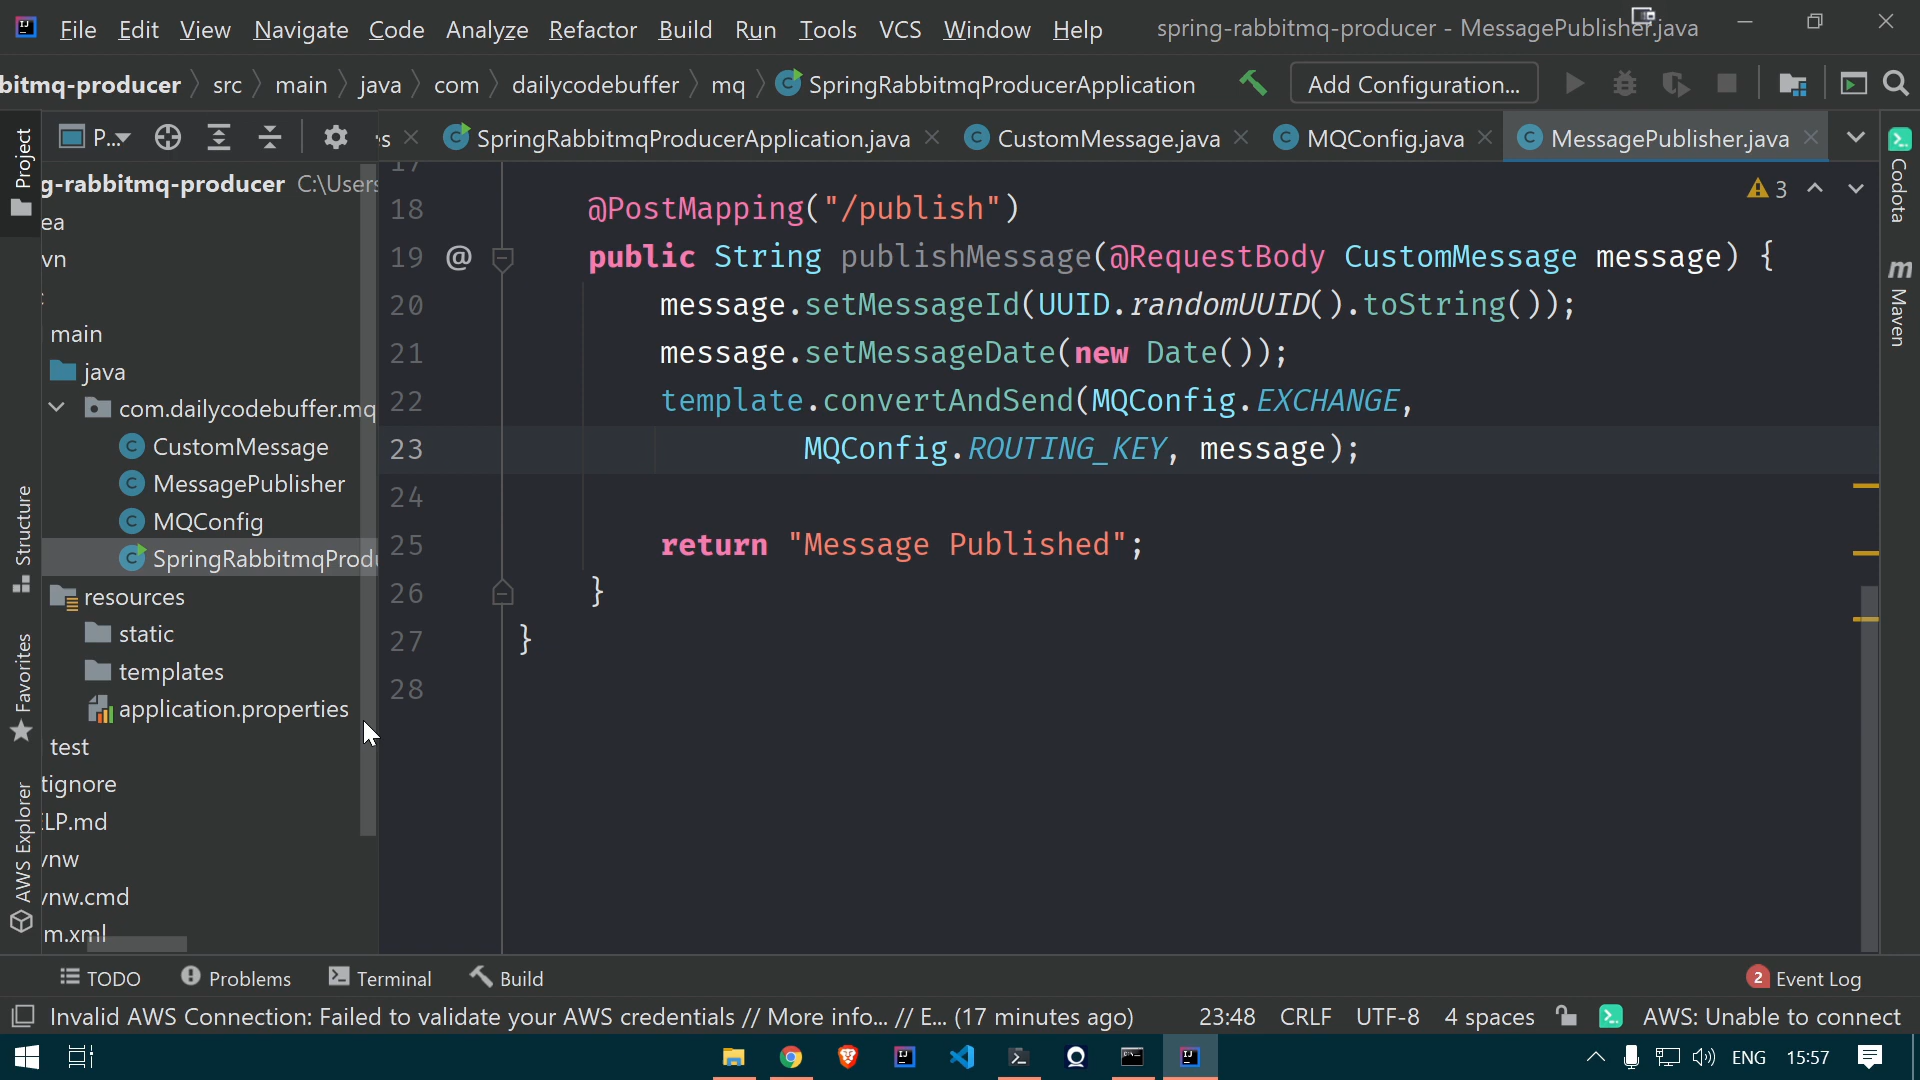 File Edit View Navigate Code Analyze Refactor Build Run Tools VCS Window Help spring-rabbitmq-producer - MessagePublisher.java
bitmq-producer src main java com dailycodebuffer mq SpringRabbitmqProducerApplication Add Configuration...
Project P... s SpringRabbitmqProducerApplication.java CustomMessage.java MQConfig.java MessagePublisher.java
g-rabbitmq-producer C:\Users
ea
vn
main
java
com.dailycodebuffer.mq
CustomMessage
MessagePublisher
MQConfig
SpringRabbitmqProdu
resources
static
templates
application.properties
test
tignore
LP.md
vnw
vnw.cmd
m.xml
Structure
Favorites
AWS Explorer
17
18 @PostMapping("/publish")
19 @ public String publishMessage(@RequestBody CustomMessage message) {
20 message.setMessageId(UUID.randomUUID().toString());
21 message.setMessageDate(new Date());
22 template.convertAndSend(MQConfig.EXCHANGE,
23 MQConfig.ROUTING_KEY, message);
24
25 return "Message Published";
26 }
27 }
28
3
Codota
m Maven
TODO Problems Terminal Build 2 Event Log
Invalid AWS Connection: Failed to validate your AWS credentials // More info... // E... (17 minutes ago) 23:48 CRLF UTF-8 4 spaces AWS: Unable to connect
ENG 15:57